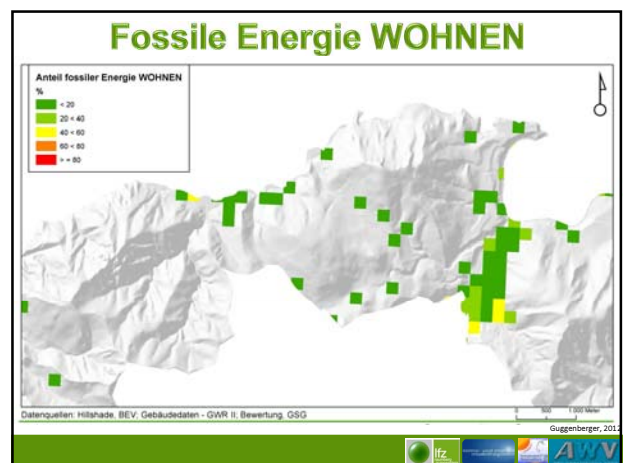 Fossile Energie WOHNEN
Anteil fossiler Energie WOHNEN
%
< 20
20 < 40
40 < 60
60 < 80
> = 80
Datenquellen: Hillshade, BEV; Gebäudedaten - GWR II; Bewertung, GSG
0 500 1.000 Meter
Guggenberger, 2012
lfz
AWV